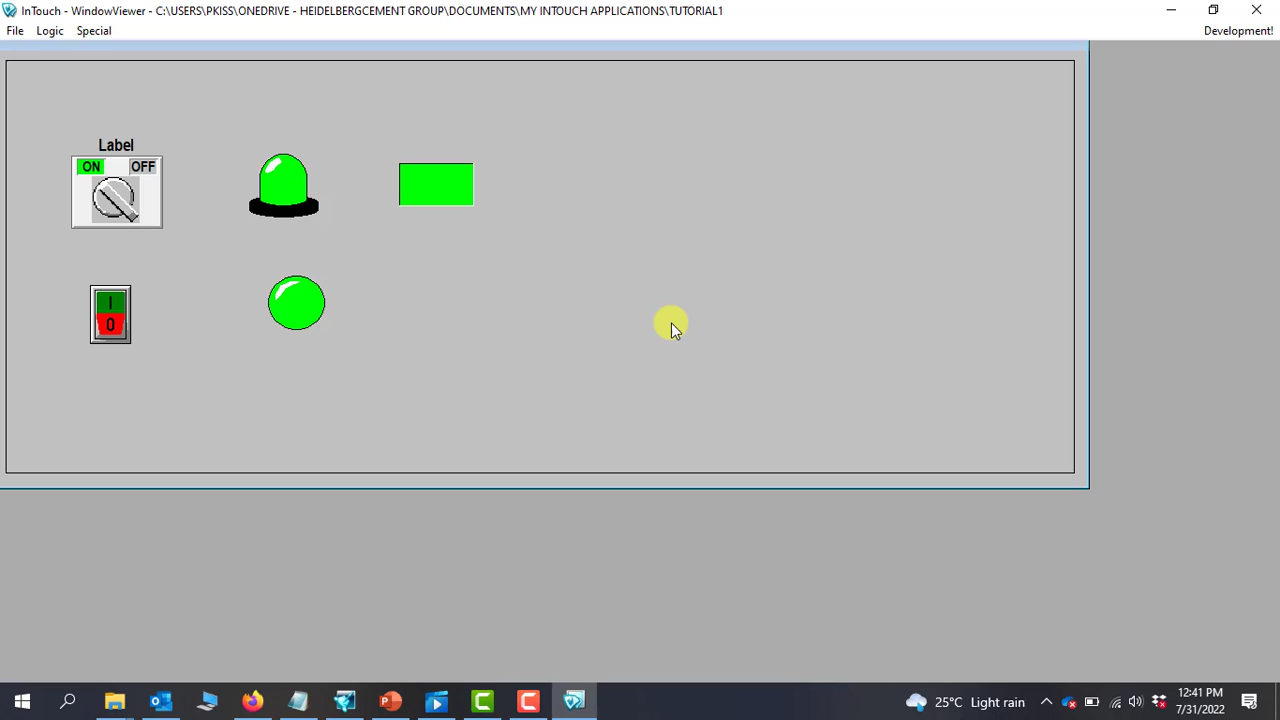 InTouch - WindowViewer - C:\USERS\PKISS\ONEDRIVE - HEIDELBERGCEMENT GROUP\DOCUMENTS\MY INTOUCH APPLICATIONS\TUTORIAL1
File Logic Special Development!
Label
ON OFF
I
0
25°C Light rain
12:41 PM
7/31/2022